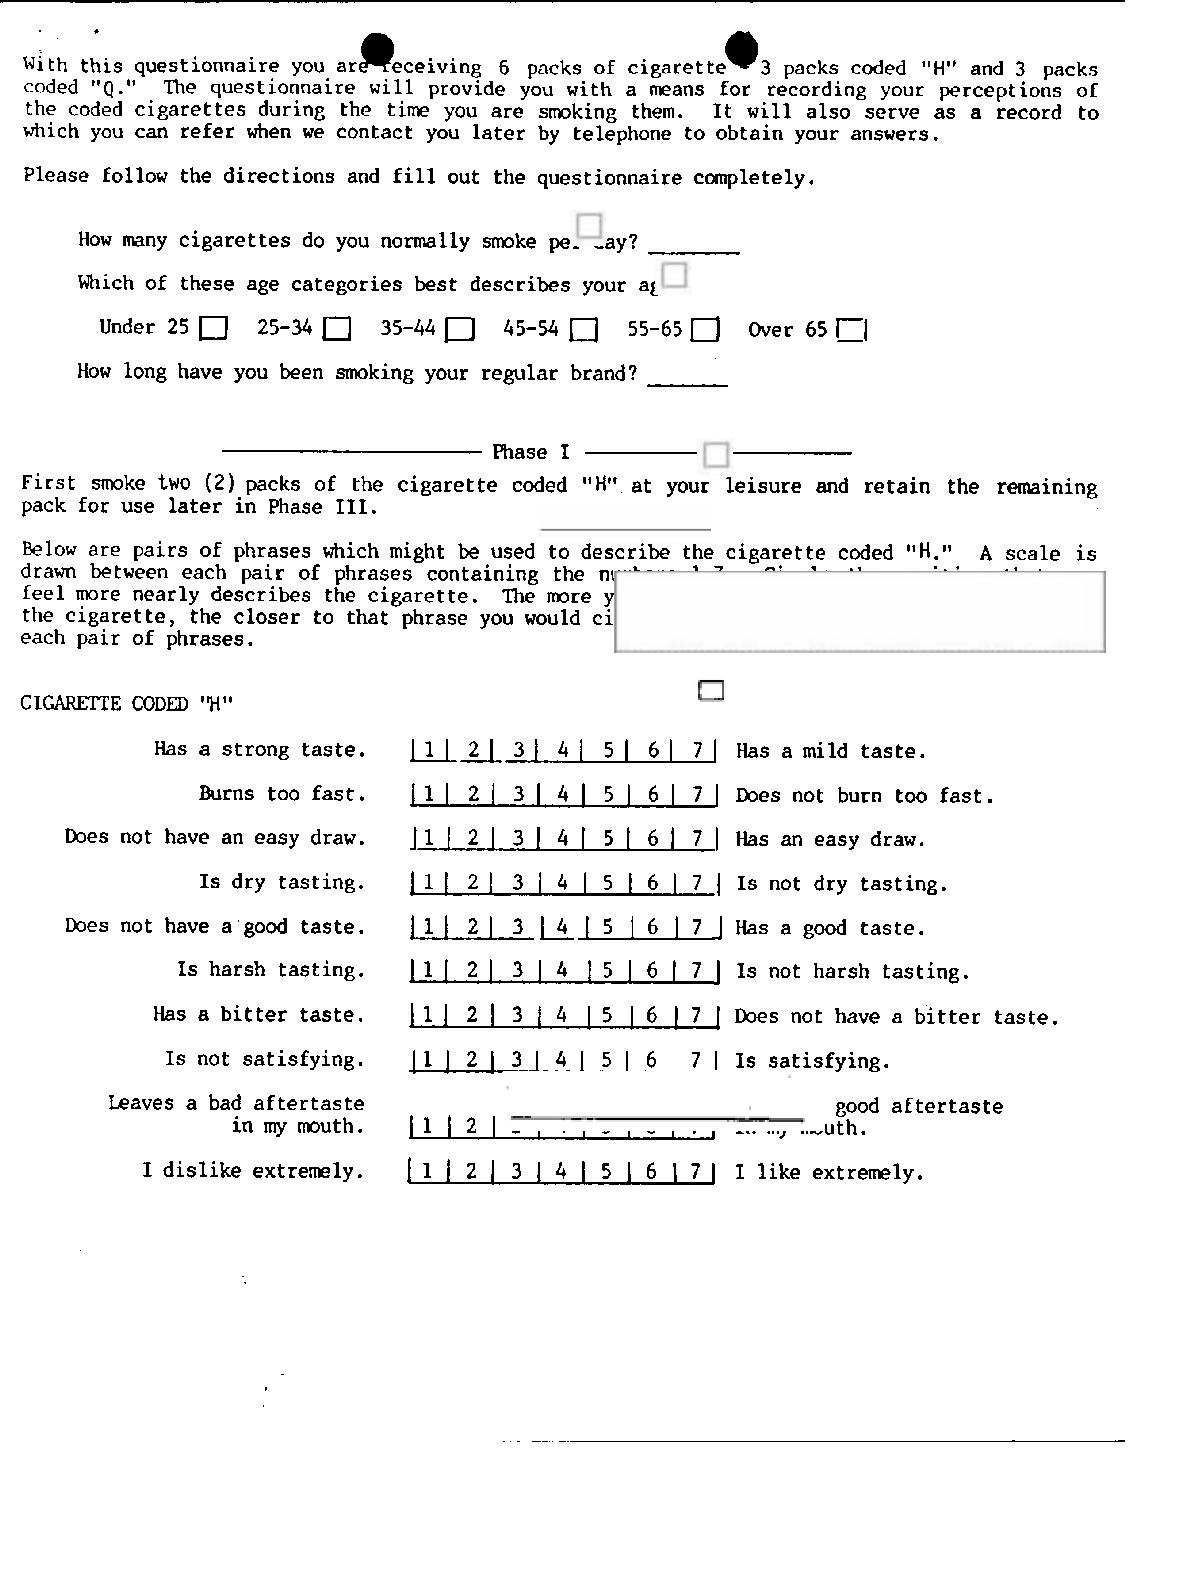 With this questionnaire you are receiving 6 packs of cigarette 3 packs coded "H" and 3 packs
coded "Q." The questionnaire will provide you with a means for recording your perceptions of
the coded cigarettes during the time you are smoking them. It will also serve as a record to
which you can refer when we contact you later by telephone to obtain your answers.
Please follow the directions and fill out the questionnaire completely.
How many cigarettes do you normally smoke per day?
Which of these age categories best describes your
Under 25 25-34 35-44 45-54 55-65 Over 65
How long have you been smoking your regular brand?
Phase I
First smoke two (2) packs of the cigarette coded "H" at your leisure and retain the remaining
pack for use later in Phase III.
Below are pairs of phrases which might be used to describe the cigarette coded "H." A scale is
drawn between each pair of phrases containing the
feel more nearly describes the cigarette. The more
the cigarette, the closer to that phrase you would
each pair of phrases.
CIGARETTE CODED "H"
Has a strong taste. |1| 2| 3| 4| 5| 6| 7| Has a mild taste.
Burns too fast. |1| 2| 3| 4| 5| 6| 7| Does not burn too fast.
Does not have an easy draw. |1| 2| 3| 4| 5| 6| 7| Has an easy draw.
Is dry tasting. |1| 2| 3| 4| 5| 6| 7| Is not dry tasting.
Does not have a good taste. |1| 2| 3| 4| 5| 6| 7| Has a good taste.
Is harsh tasting. |1| 2| 3| 4| 5| 6| 7| Is not harsh tasting.
Has a bitter taste. |1| 2| 3| 4| 5| 6| 7| Does not have a bitter taste.
Is not satisfying. |1| 2| 3| 4| 5| 6 7| Is satisfying.
Leaves a bad aftertaste good aftertaste
in my mouth. |1| 2|
I dislike extremely. |1| 2| 3| 4| 5| 6| 7| I like extremely.